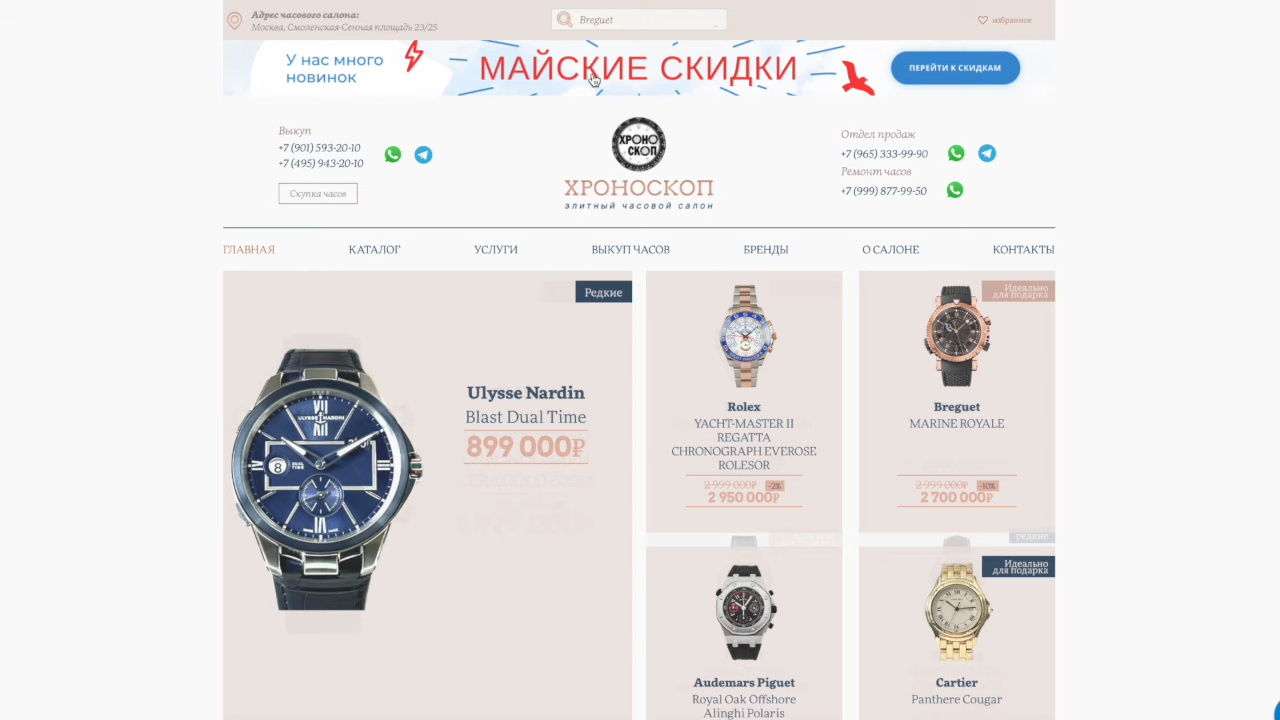 Адрес часового салона:
Москва, Смоленская-Сенная площадь 23/25
Breguet
избранное
У нас много
новинок
МАЙСКИЕ СКИДКИ
ПЕРЕЙТИ К СКИДКАМ
Выкуп
+7 (901) 593-20-10
+7 (495) 943-20-10
Скупка часов
ХРОНО
СКОП
ХРОНОСКОП
элитный часовой салон
Отдел продаж
+7 (965) 333-99-90
Ремонт часов
+7 (999) 877-99-50
ГЛАВНАЯ
КАТАЛОГ
УСЛУГИ
ВЫКУП ЧАСОВ
БРЕНДЫ
О САЛОНЕ
КОНТАКТЫ
Редкие
ULYSSE NARDIN
DUAL
TIME
8
Ulysse Nardin
Blast Dual Time
899 000₽
Rolex
YACHT-MASTER II
REGATTA
CHRONOGRAPH EVEROSE
ROLESOR
2 999 000₽ -2%
2 950 000₽
Идеально
для подарка
Breguet
MARINE ROYALE
2 999 000₽ -10%
2 700 000₽
Audemars Piguet
Royal Oak Offshore
Alinghi Polaris
редкие
Идеально
для подарка
Cartier
Panthere Cougar